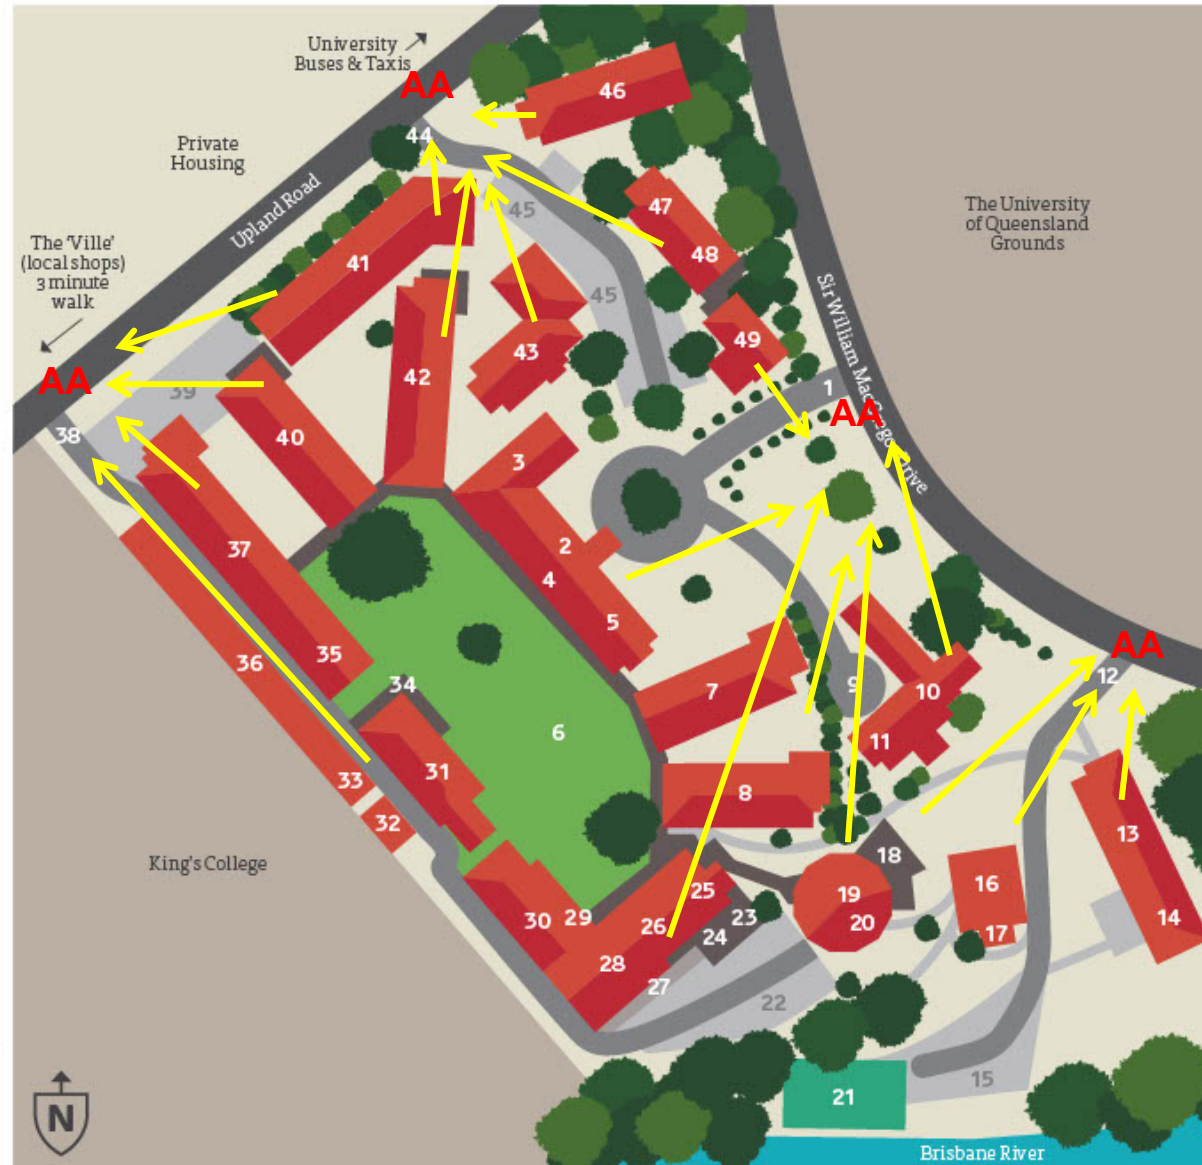 University
Buses & Taxis
AA
46
44
Private
Housing
Upland Road
45
47
The University
of Queensland
Grounds
The 'Ville'
(local shops)
3 minute
walk
48
41
45
Sir William MacGregor Drive
49
43
AA
39
42
1
AA
38
40
3
37
2
4
5
35
36
34
9
7
10
AA
12
6
11
31
33
8
32
13
King's College
18
16
19
25
20
30
29
26
23
24
17
14
28
27
22
15
21
N
Brisbane River